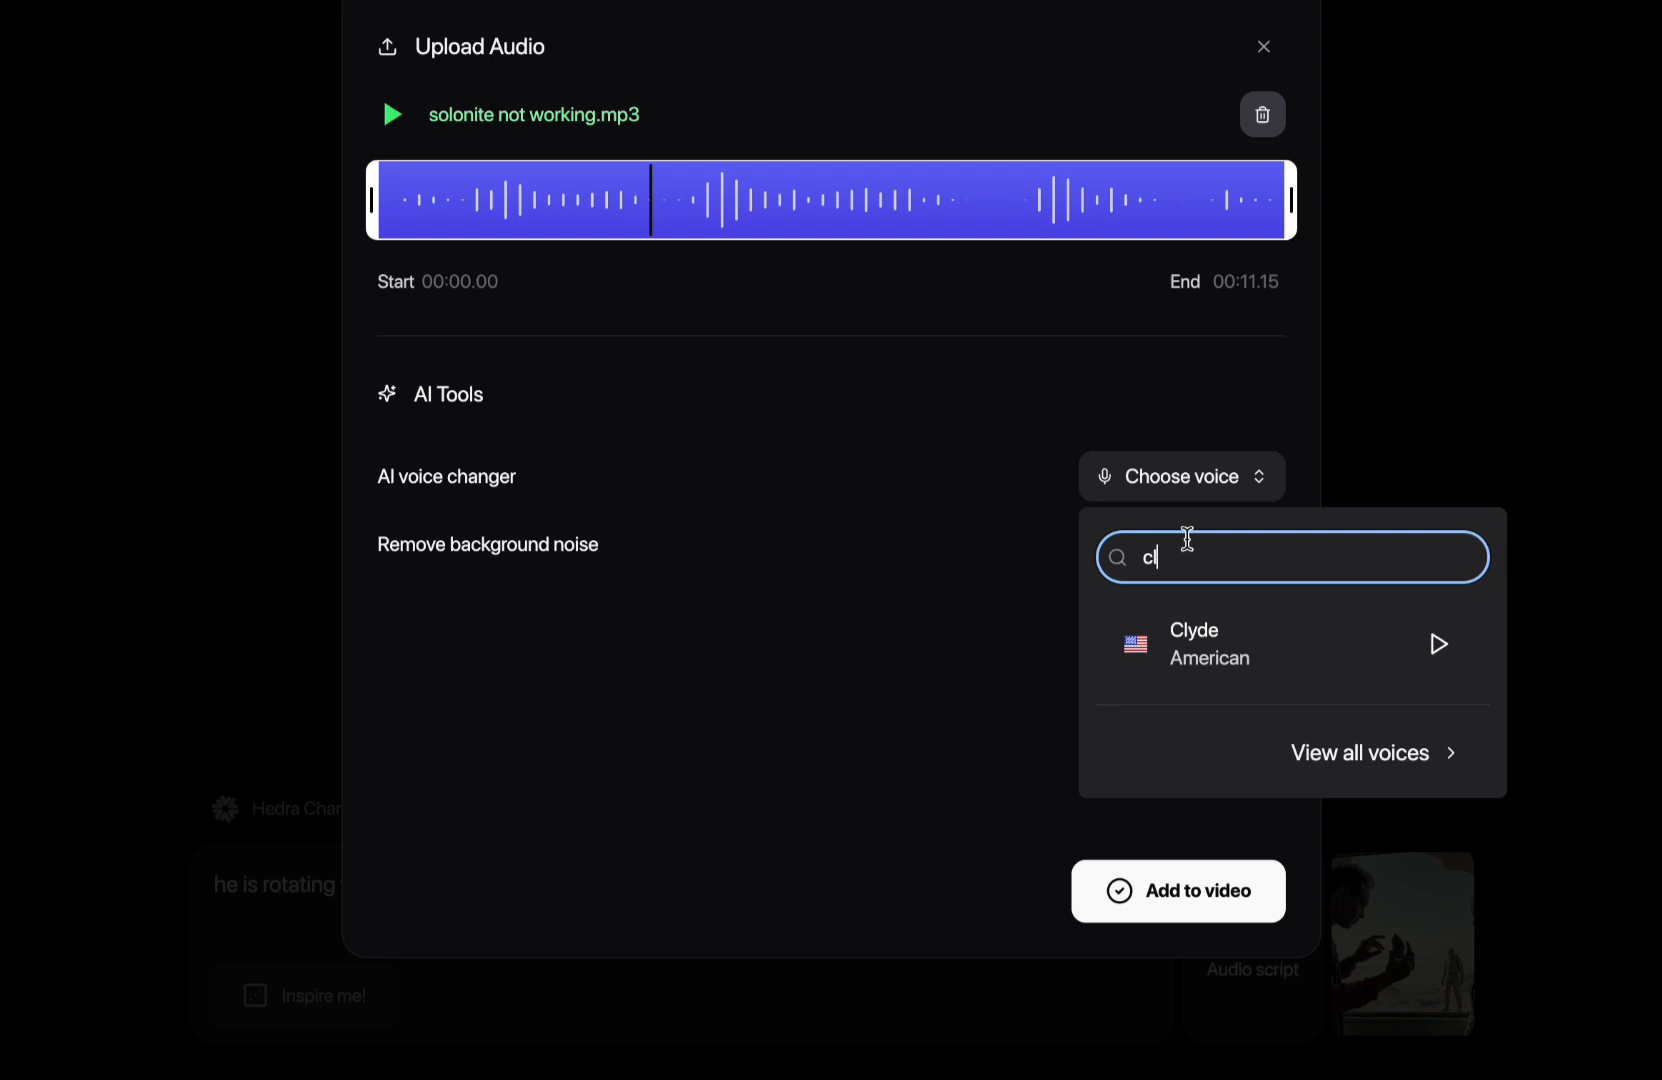 Upload Audio
solonite not working.mp3
Start 00:00.00
End 00:11.15
AI Tools
AI voice changer
Choose voice
Remove background noise
cl
Clyde
American
View all voices
Hedra Char
he is rotating
Add to video
Audio script
Inspire me!